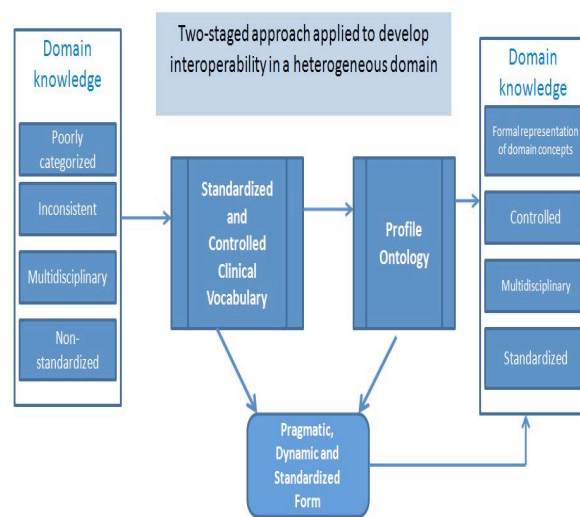 Two-staged approach applied to develop
interoperability in a heterogeneous domain
Domain
knowledge
Poorly
categorized
Inconsistent
Multidisciplinary
Non-
standardized
Standardized
and
Controlled
Clinical
Vocabulary
Profile
Ontology
Pragmatic,
Dynamic and
Standardized
Form
Domain
knowledge
Formal representation
of domain concepts
Controlled
Multidisciplinary
Standardized